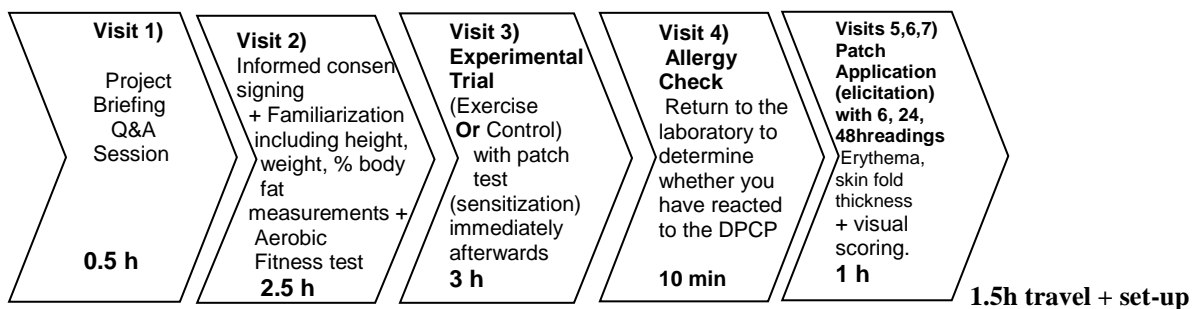 Visit 1)
Project
Briefing
Q&A
Session
0.5 h
Visit 2)
Informed consen
signing
+ Familiarization
including height,
weight, % body
fat
measurements +
Aerobic
Fitness test
2.5 h
Visit 3)
Experimental
Trial
(Exercise
Or Control)
with patch
test
(sensitization)
immediately
afterwards
3 h
Visit 4)
Allergy
Check
Return to the
laboratory to
determine
whether you
have reacted
to the DPCP
10 min
Visits 5,6,7)
Patch
Application
(elicitation)
with 6, 24,
48hreadings
Erythema,
skin fold
thickness
+ visual
scoring.
1 h
1.5h travel + set-up